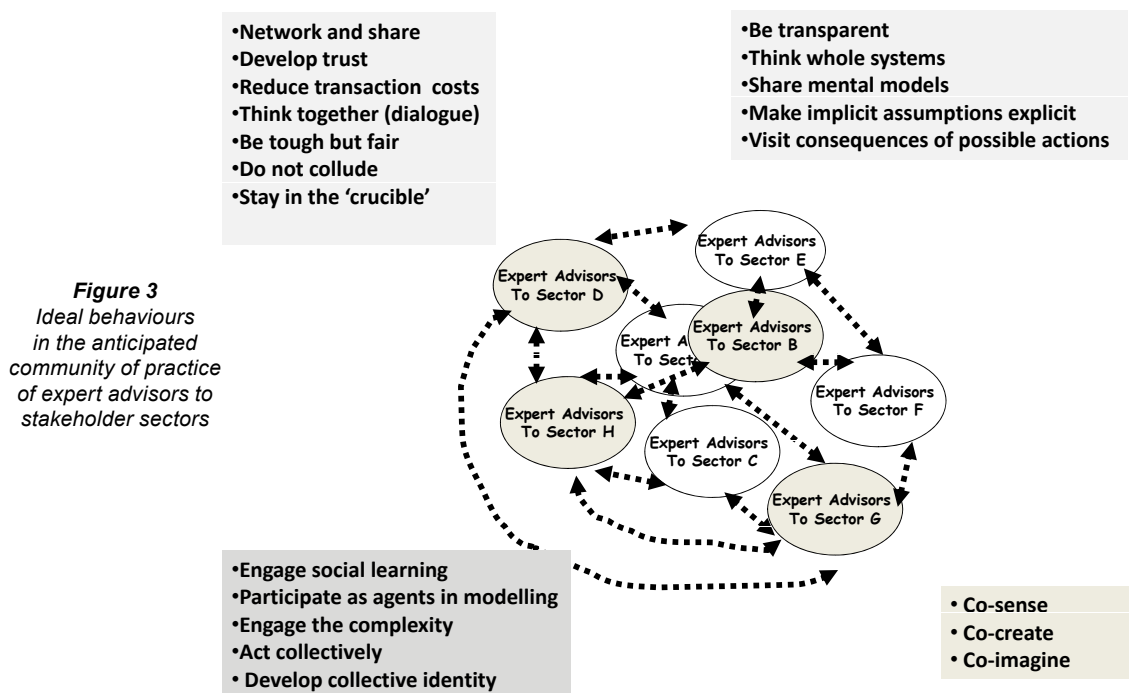 •Network and share
•Develop trust
•Reduce transaction costs
•Think together (dialogue)
•Be tough but fair
•Do not collude
•Stay in the ‘crucible’
•Be transparent
•Think whole systems
•Share mental models
•Make implicit assumptions explicit
•Visit consequences of possible actions
Figure 3
Ideal behaviours
in the anticipated
community of practice
of expert advisors to
stakeholder sectors
Expert Advisors
To Sector E
Expert Advisors
To Sector D
Expert Advisors
To Sector B
Expert
To
Expert Advisors
To Sector F
Expert Advisors
To Sector H
Expert Advisors
To Sector C
Expert Advisors
To Sector G
•Engage social learning
•Participate as agents in modelling
•Engage the complexity
•Act collectively
• Develop collective identity
• Co-sense
• Co-create
• Co-imagine